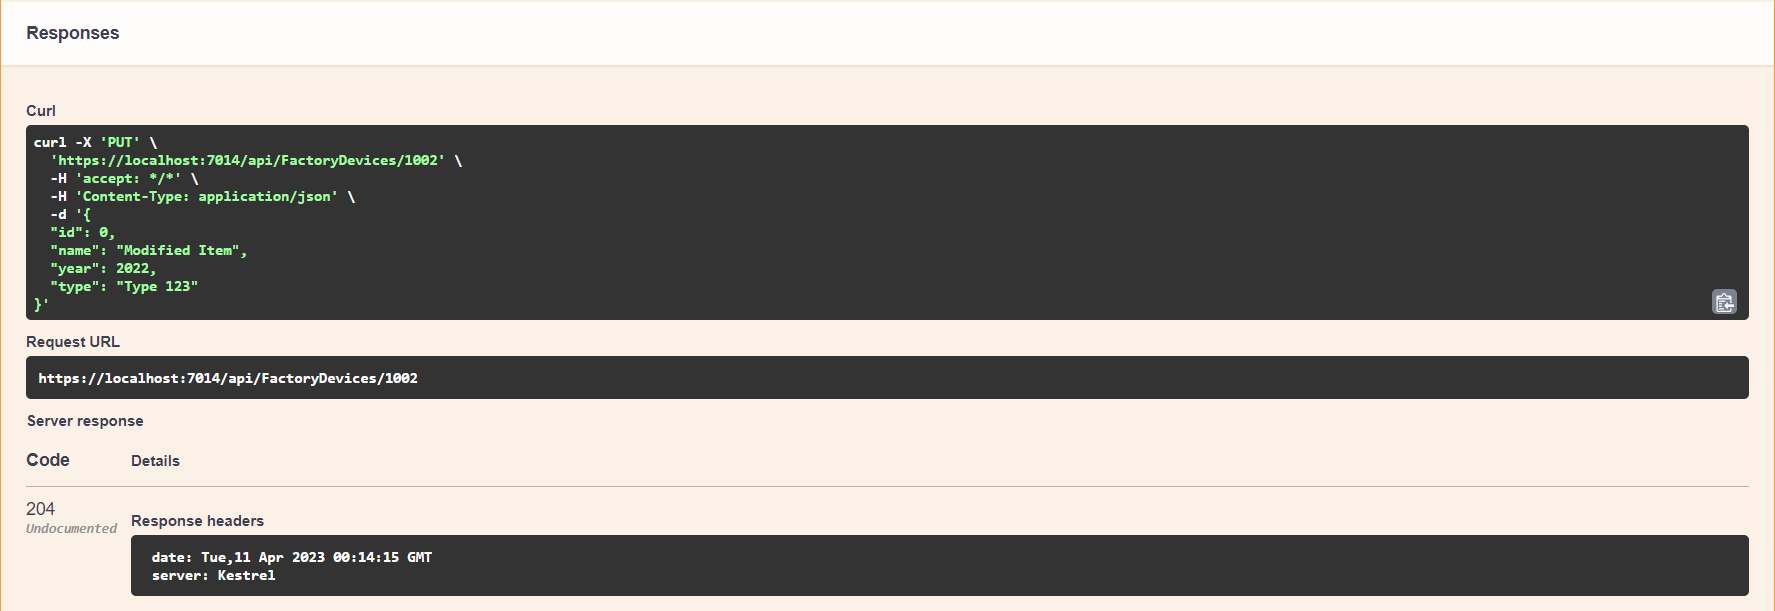 Responses
Curl
curl -X 'PUT' \
  'https://localhost:7014/api/FactoryDevices/1002' \
  -H 'accept: */*' \
  -H 'Content-Type: application/json' \
  -d '{
  "id": 0,
  "name": "Modified Item",
  "year": 2022,
  "type": "Type 123"
}'
Request URL
https://localhost:7014/api/FactoryDevices/1002
Server response
Code Details
204
Undocumented
Response headers
date: Tue,11 Apr 2023 00:14:15 GMT
server: Kestrel